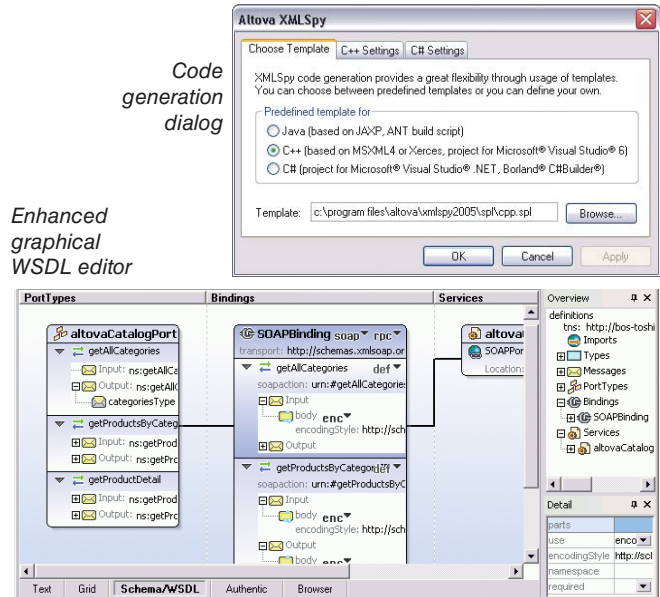 Altova XMLSpy
Choose Template
C++ Settings
C# Settings
XMLSpy code generation provides a great flexibility through usage of templates.
You can choose between predefined templates or you can define your own.
Predefined template for
Java (based on JAXP, ANT build script)
C++ (based on MSXML4 or Xerces, project for Microsoft® Visual Studio® 6)
C# (project for Microsoft® Visual Studio® .NET, Borland® C#Builder®)
Template: c:\program files\altova\xmlspy2005\spl\cpp.spl Browse...
OK Cancel Apply
Code
generation
dialog
Enhanced
graphical
WSDL editor
PortTypes
altovaCatalogPort
getAllCategories
Input: ns:getAllCa
Output: ns:getAllC
categoriesType
getProductsByCateg
Input: ns:getProd
Output: ns:getPrc
getProductDetail
Input: ns:getProd
Output: ns:getPrc
Bindings
SOAPBinding soap rpc
transport: http://schemas.xmlsoap.or
getAllCategories def
soapaction: urn:#getAllCategories
Input
body enc
encodingStyle: http://sch
Output
getProductsByCategor def
soapaction: urn:#getProductsByC
Input
body enc
encodingStyle: http://sch
Output
body enc
Services
altova
SOAPPor
Location:
Overview
definitions
tns: http://bos-toshi
Imports
Types
Messages
PortTypes
Bindings
SOAPBinding
Services
altovaCatalog
Detail
parts
use enco
encodingStyle http://scl
namespace
required
Text Grid Schema/WSDL Authentic Browser